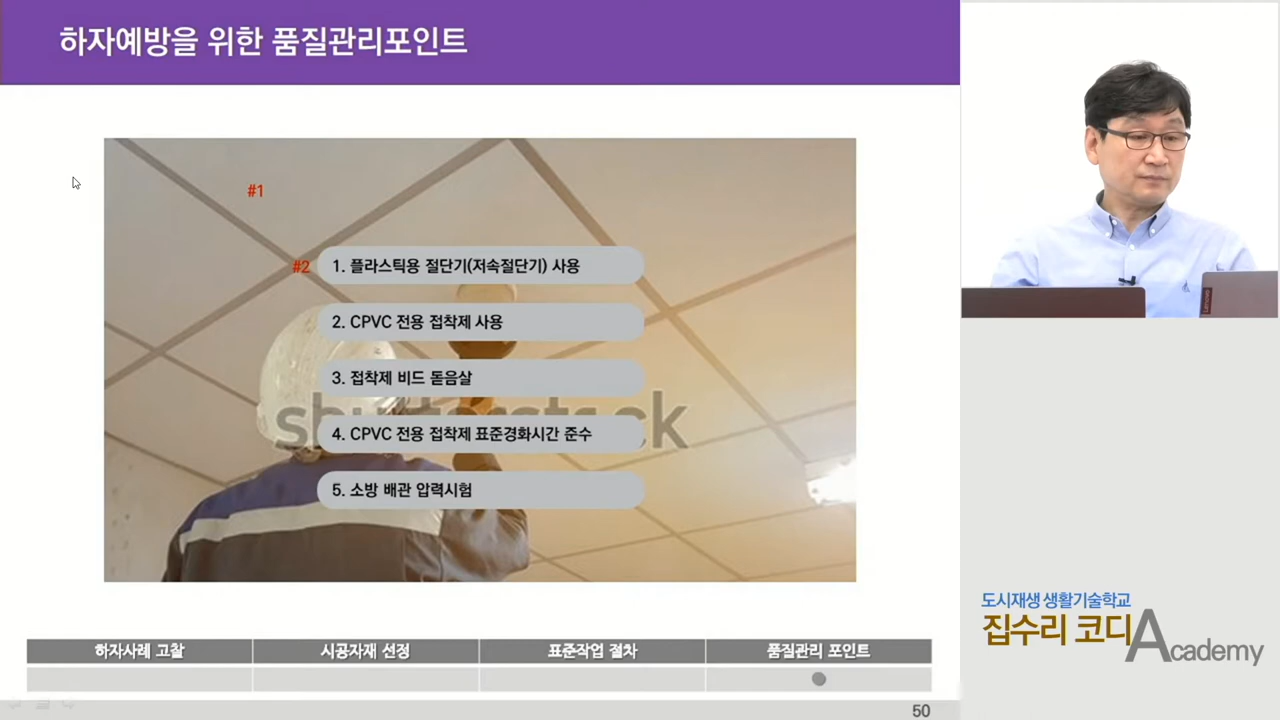 하자예방을 위한 품질관리포인트
#1
#2
1. 플라스틱용 절단기(저속절단기) 사용
2. CPVC 전용 접착제 사용
3. 접착제 비드 돋음살
4. CPVC 전용 접착제 표준경화시간 준수
5. 소방 배관 압력시험
하자사례 고찰
시공자재 선정
표준작업 절차
품질관리 포인트
50
도시재생 생활기술학교
집수리 코디Academy